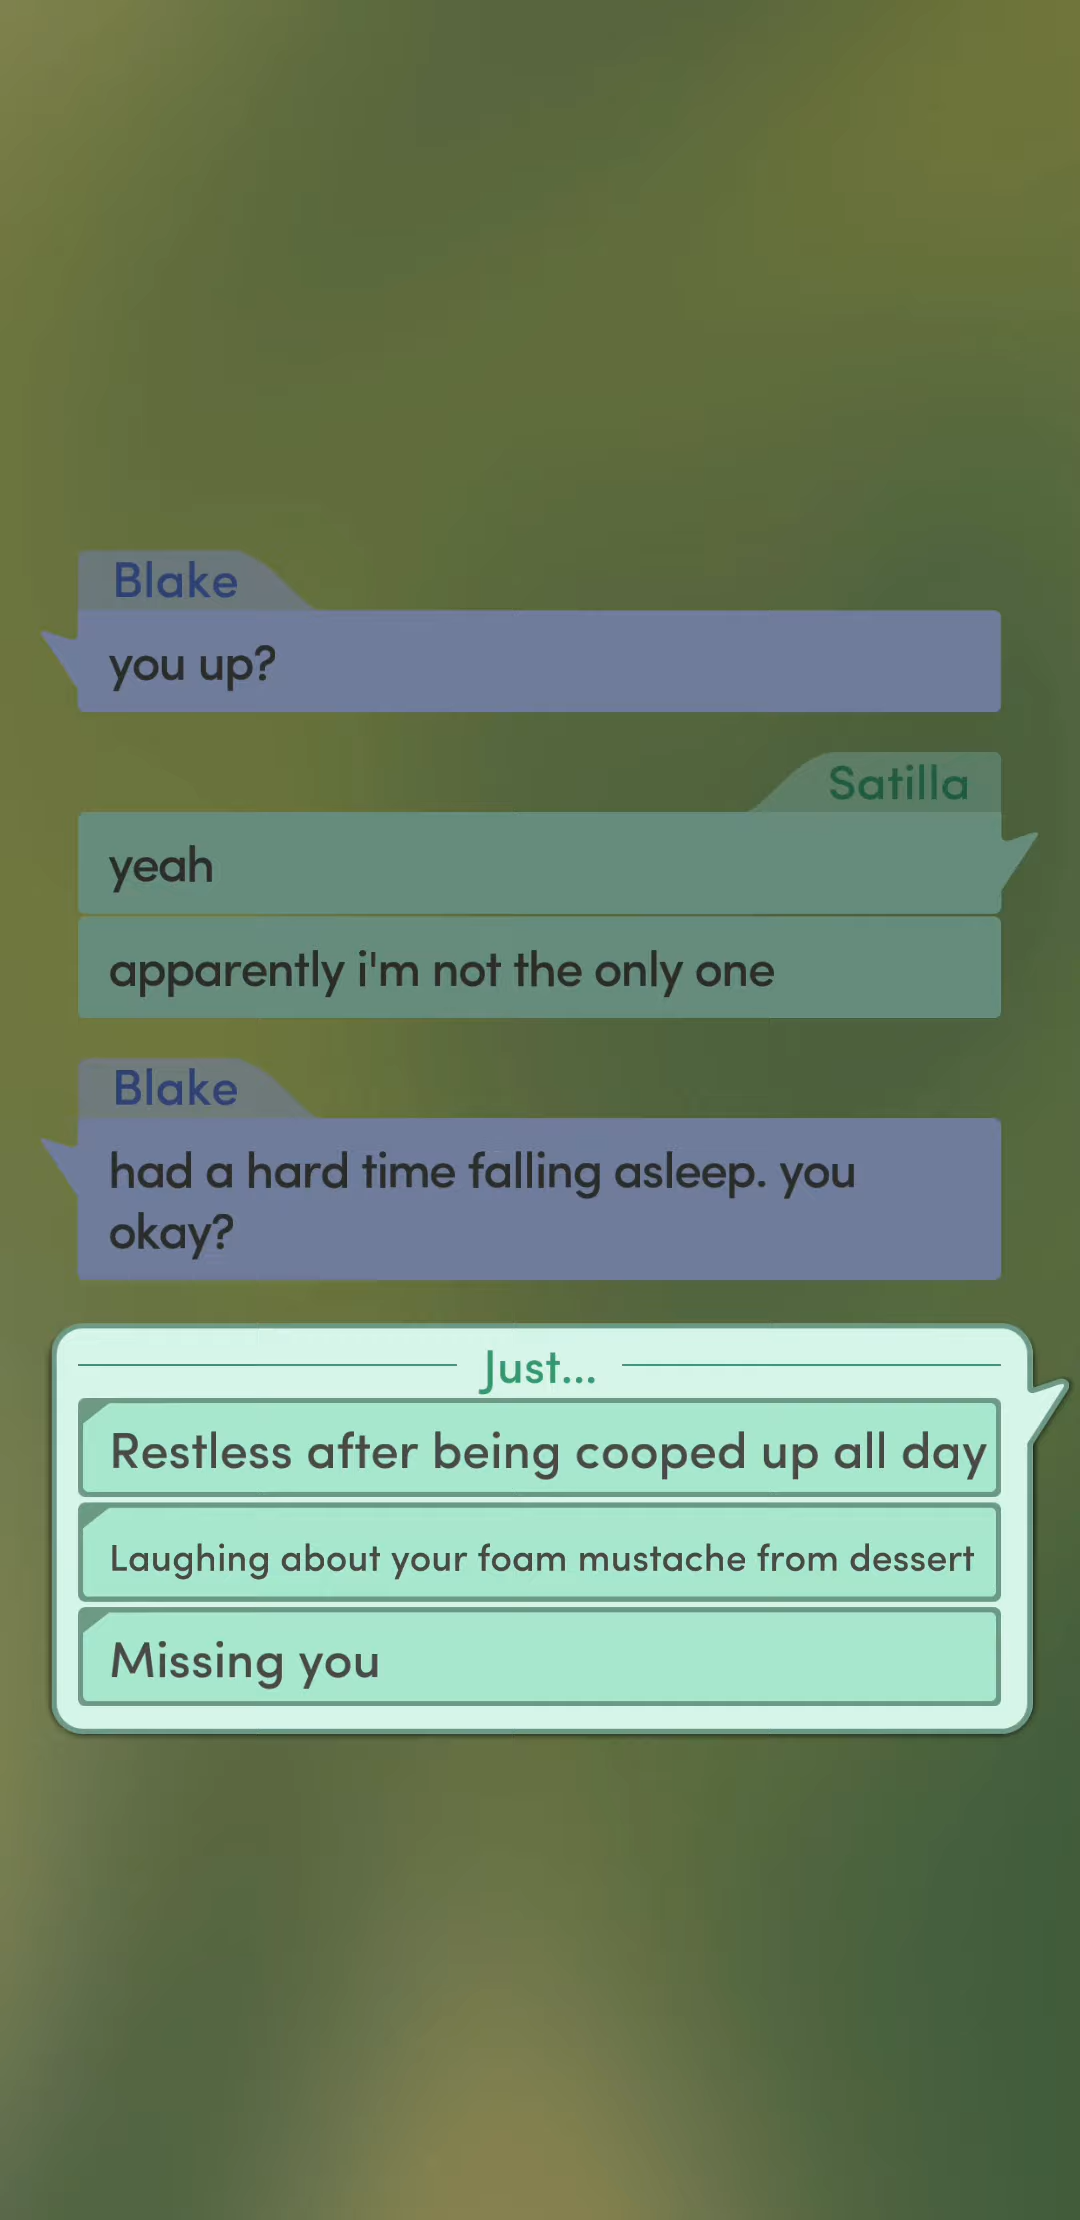 Blake
you up?
Satilla
yeah
apparently i'm not the only one
Blake
had a hard time falling asleep. you
okay?
Just...
Restless after being cooped up all day
Laughing about your foam mustache from dessert
Missing you